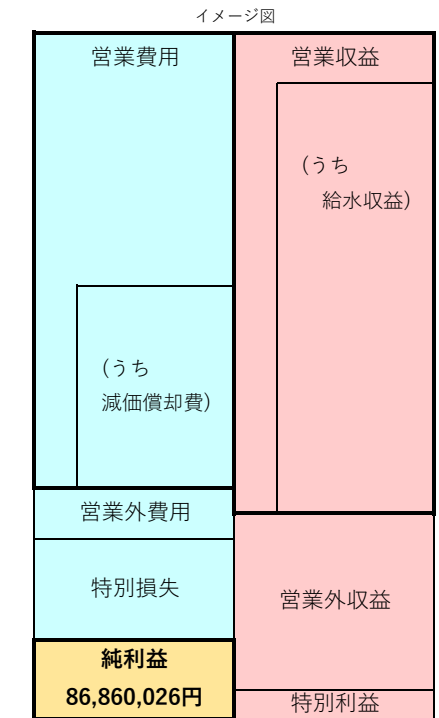 イメージ図
営業費用
営業収益
(うち
給水収益)
(うち
減価償却費)
営業外費用
特別損失
営業外収益
純利益
86,860,026円
特別利益